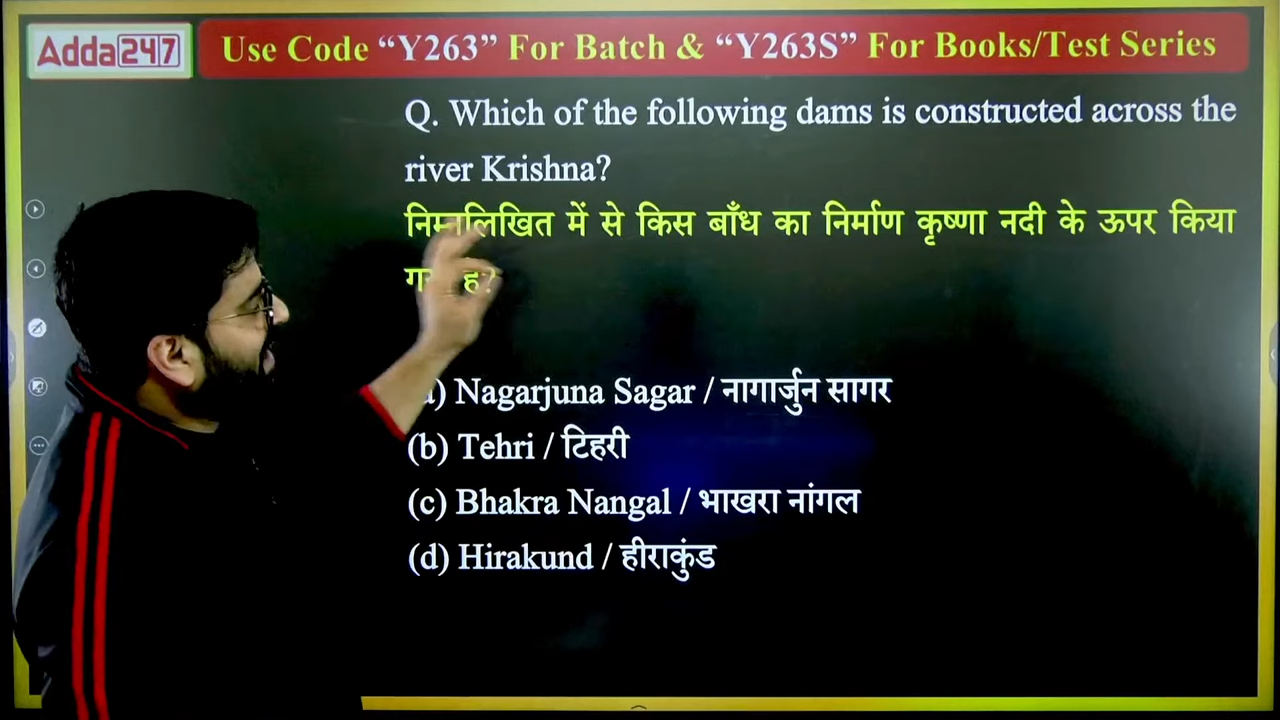 Adda247
Use Code “Y263” For Batch & “Y263S” For Books/Test Series
Q. Which of the following dams is constructed across the
river Krishna?
निम्नलिखित में से किस बाँध का निर्माण कृष्णा नदी के ऊपर किया
Nagarjuna Sagar / नागार्जुन सागर
(b) Tehri / टिहरी
(c) Bhakra Nangal / भाखरा नांगल
(d) Hirakund / हीराकुंड